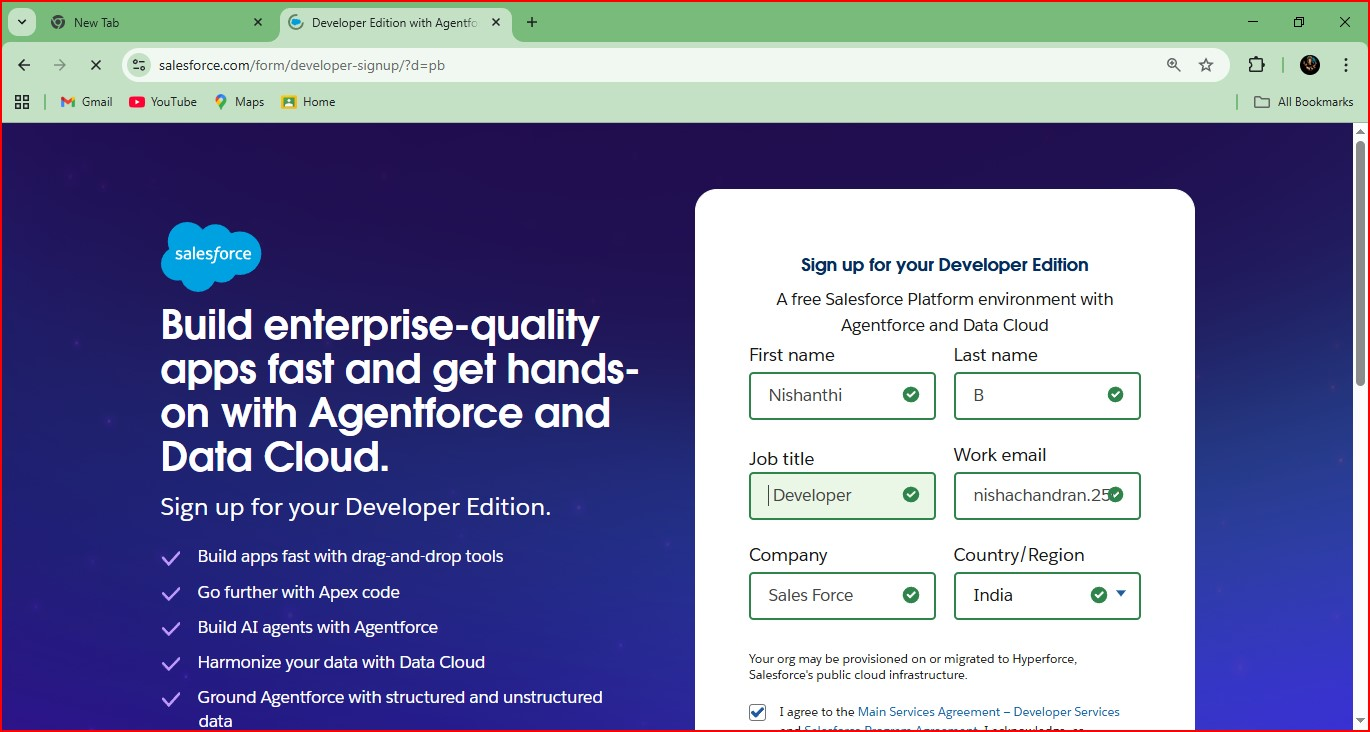 New Tab
Developer Edition with Agentfo
salesforce.com/form/developer-signup/?d=pb
Gmail
YouTube
Maps
Home
All Bookmarks
salesforce
Build enterprise-quality
apps fast and get hands-
on with Agentforce and
Data Cloud.
Sign up for your Developer Edition.
Build apps fast with drag-and-drop tools
Go further with Apex code
Build AI agents with Agentforce
Harmonize your data with Data Cloud
Ground Agentforce with structured and unstructured
data
Sign up for your Developer Edition
A free Salesforce Platform environment with
Agentforce and Data Cloud
First name
Last name
Nishanthi
B
Job title
Work email
Developer
nishachandran.25
Company
Country/Region
Sales Force
India
Your org may be provisioned on or migrated to Hyperforce,
Salesforce's public cloud infrastructure.
I agree to the Main Services Agreement – Developer Services
and Salesforce Program Agreement. I acknowledge, as